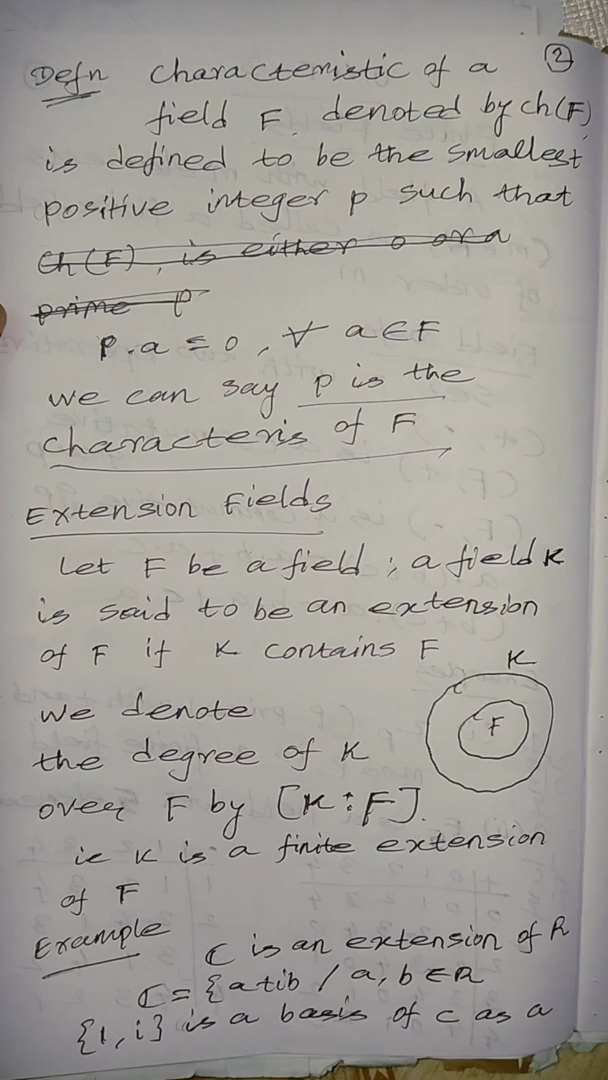 2
Defn characteristic of a
field F denoted by ch(F)
is defined to be the smallest
positive integer p such that
ch(F), is either 0 or a
prime p
p.a = 0, ∀ a ∈ F
we can say p is the
characteris of F
Extension Fields
Let F be a field; a field K
is said to be an extension
of F if K contains F
K
F
we denote
the degree of K
over F by [K:F].
ie K is a finite extension
of F
Example
C is an extension of R
C = {a+ib / a, b ∈ R
{1, i} is a basis of C as a